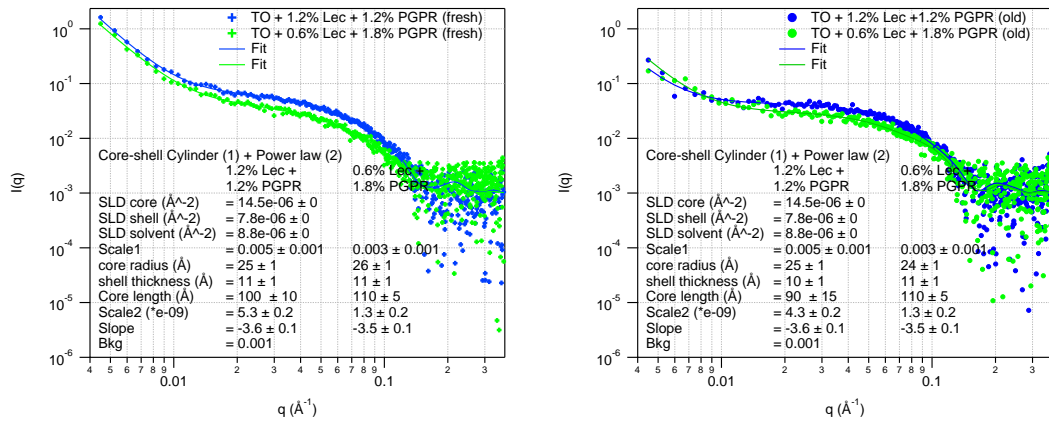 TO + 1.2% Lec + 1.2% PGPR (fresh)
TO + 0.6% Lec + 1.8% PGPR (fresh)
Fit
Fit
10^0
10^-1
10^-2
10^-3
10^-4
10^-5
10^-6
I(q)
Core-shell Cylinder (1) + Power law (2)
1.2% Lec + 0.6% Lec +
1.2% PGPR 1.8% PGPR
SLD core (Å^-2) = 14.5e-06 ± 0
SLD shell (Å^-2) = 7.8e-06 ± 0
SLD solvent (Å^-2) = 8.8e-06 ± 0
Scale1 = 0.005 ± 0.001 0.003 ± 0.001
core radius (Å) = 25 ± 1 26 ± 1
shell thickness (Å) = 11 ± 1 11 ± 1
Core length (Å) = 100 ± 10 110 ± 5
Scale2 (*e-09) = 5.3 ± 0.2 1.3 ± 0.2
Slope = -3.6 ± 0.1 -3.5 ± 0.1
Bkg = 0.001
4 5 6 7 8 9 0.01 2 3 4 5 6 7 8 9 0.1 2 3
q (Å^-1)
TO + 1.2% Lec +1.2% PGPR (old)
TO + 0.6% Lec + 1.8% PGPR (old)
Fit
Fit
10^0
10^-1
10^-2
10^-3
10^-4
10^-5
10^-6
I(q)
Core-shell Cylinder (1) + Power law (2)
1.2% Lec + 0.6% Lec +
1.2% PGPR 1.8% PGPR
SLD core (Å^-2) = 14.5e-06 ± 0
SLD shell (Å^-2) = 7.8e-06 ± 0
SLD solvent (Å^-2) = 8.8e-06 ± 0
Scale1 = 0.005 ± 0.001 0.003 ± 0.001
core radius (Å) = 25 ± 1 24 ± 1
shell thickness (Å) = 10 ± 1 11 ± 1
Core length (Å) = 90 ± 15 110 ± 5
Scale2 (*e-09) = 4.3 ± 0.2 1.3 ± 0.2
Slope = -3.6 ± 0.1 -3.5 ± 0.1
Bkg = 0.001
4 5 6 7 8 9 0.01 2 3 4 5 6 7 8 9 0.1 2 3
q (Å^-1)